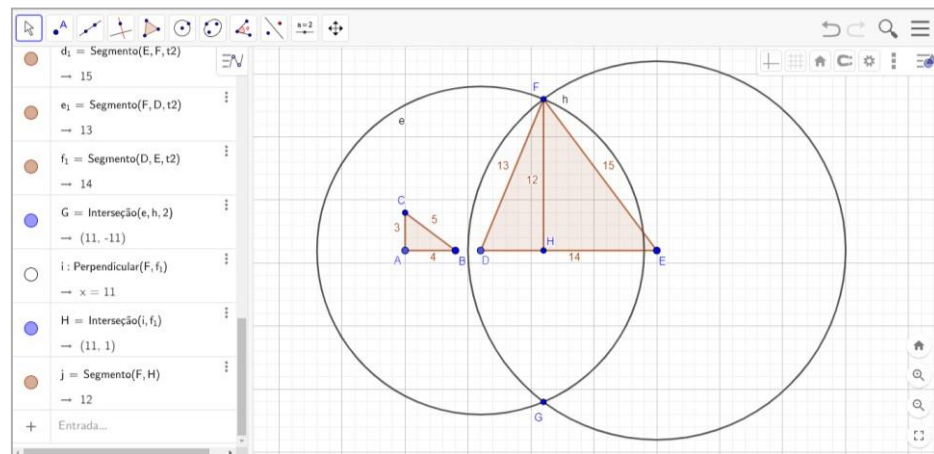 A
a=2
d₁ = Segmento(E, F, t2)
→ 15
e₁ = Segmento(F, D, t2)
→ 13
f₁ = Segmento(D, E, t2)
→ 14
G = Interseção(e, h, 2)
→ (11, -11)
i : Perpendicular(F, f₁)
→ x = 11
H = Interseção(i, f₁)
→ (11, 1)
j = Segmento(F, H)
→ 12
+ Entrada...
F
h
e
13
15
12
C
5
3
A
4
B
D
H
14
E
G